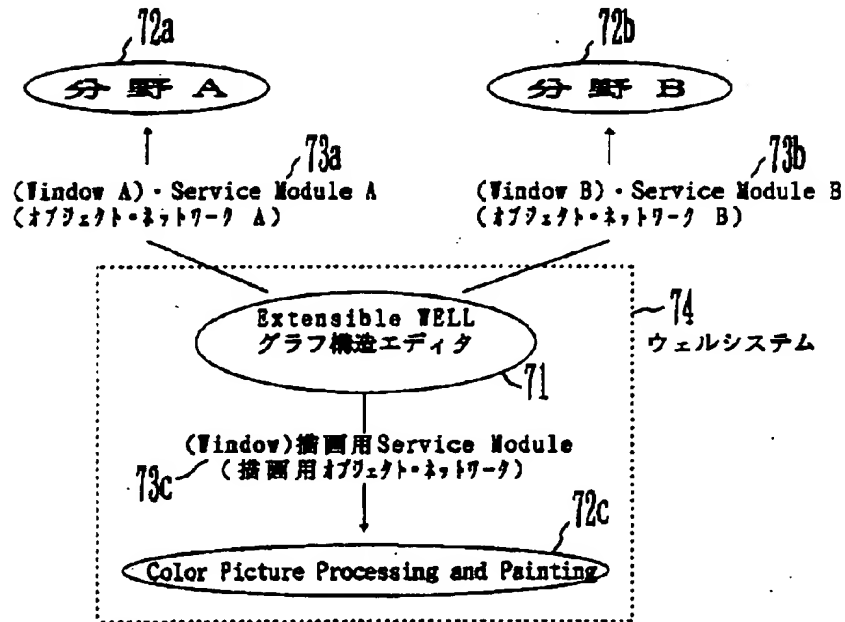 72a
72b
分野 A
分野 B
73a
73b
(Window A)・Service Module A
(オブジェクト・ネットワーク A)
(Window B)・Service Module B
(オブジェクト・ネットワーク B)
Extensible WELL
グラフ構造エディタ
74
ウェルシステム
71
(Window)描画用Service Module
(描画用オブジェクト・ネットワータ)
73c
72c
Color Picture Processing and Painting